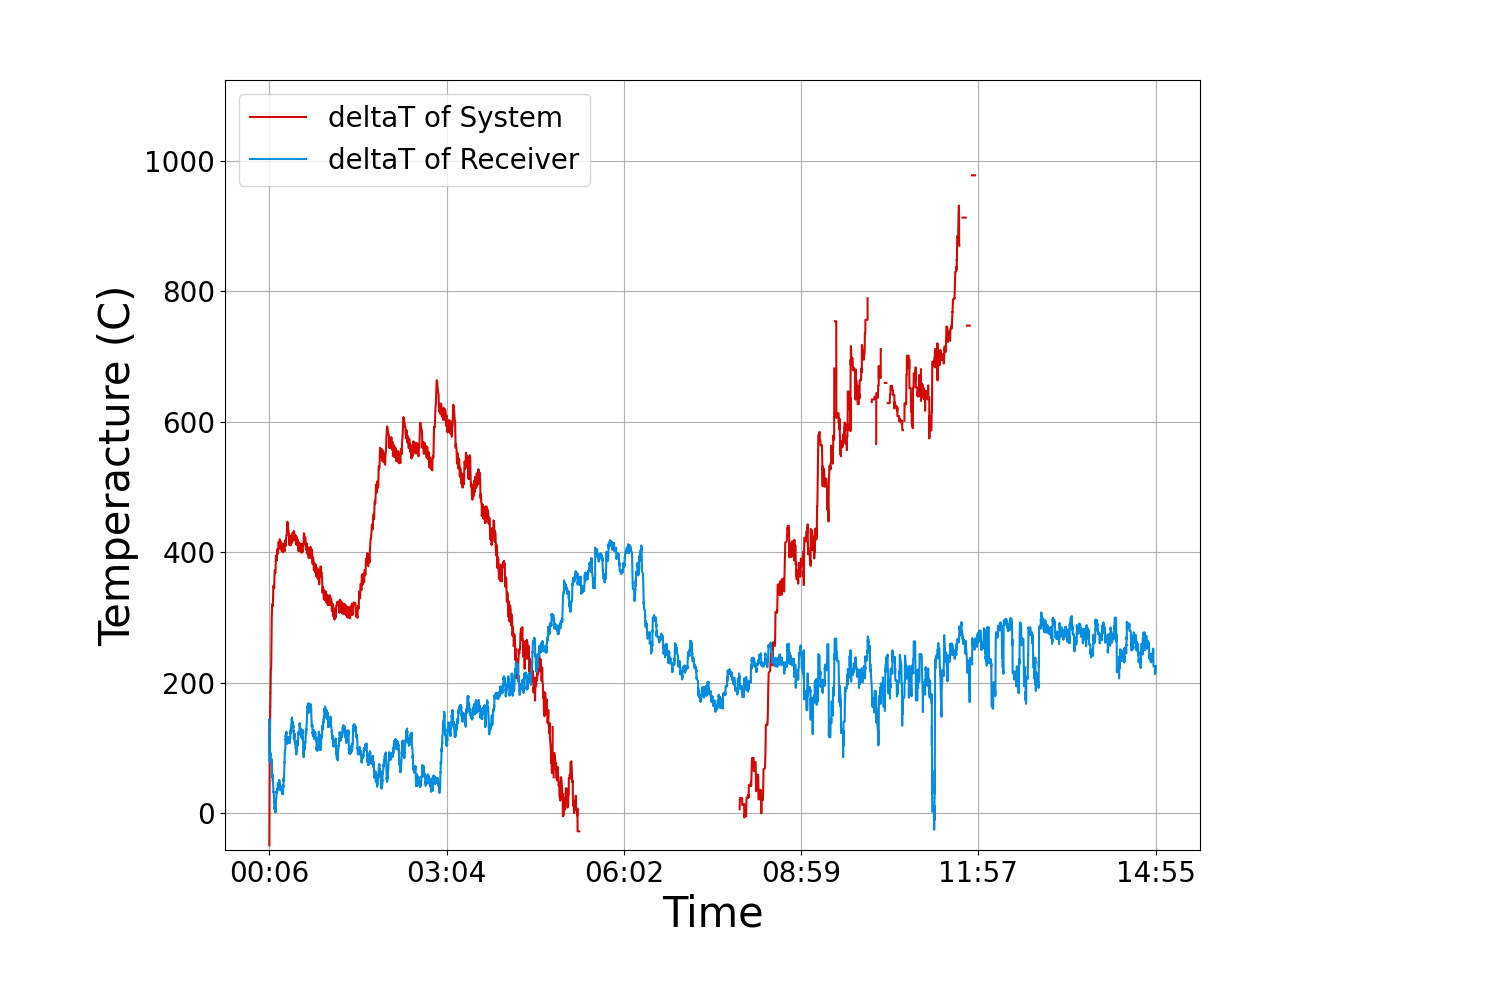 deltaT of System
deltaT of Receiver
1000
800
600
400
200
0
Temperacture (C)
00:06 03:04 06:02 08:59 11:57 14:55
Time